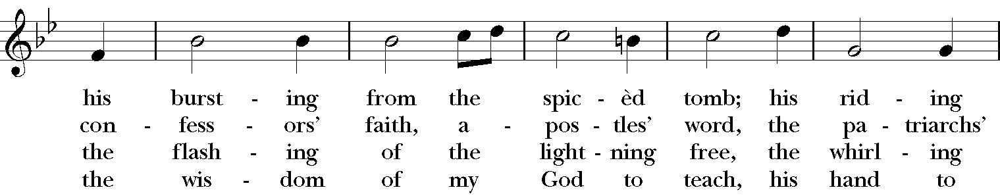 his burst - ing from the spic - èd tomb; his rid - ing
con - fess - ors’ faith, a - pos - tles’ word, the pa - triarchs’
the flash - ing of the light - ning free, the whirl - ing
the wis - dom of my God to teach, his hand to